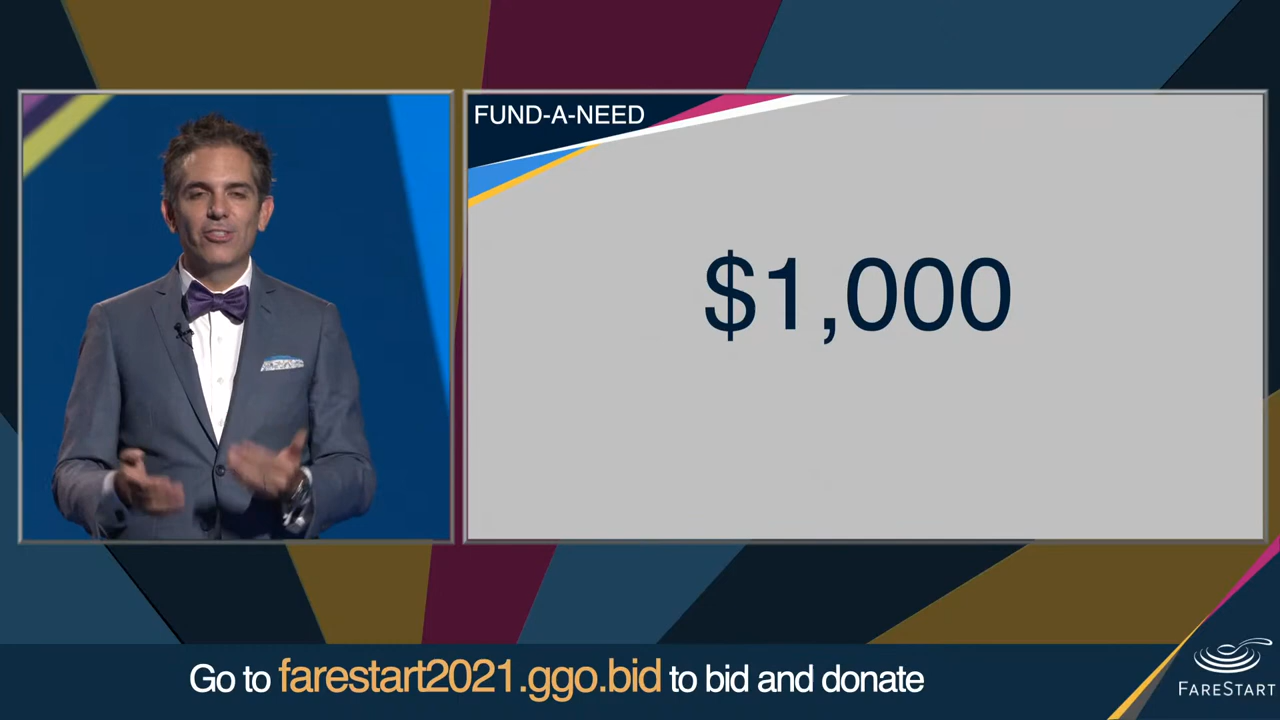 FUND-A-NEED
$1,000
Go to farestart2021.ggo.bid to bid and donate
FARESTART